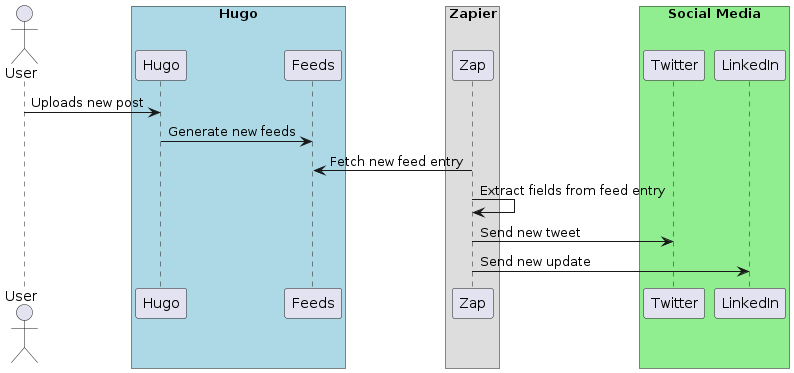 Hugo
Zapier
Social Media
User
Hugo
Feeds
Zap
Twitter
LinkedIn
Uploads new post
Generate new feeds
Fetch new feed entry
Extract fields from feed entry
Send new tweet
Send new update
User
Hugo
Feeds
Zap
Twitter
LinkedIn